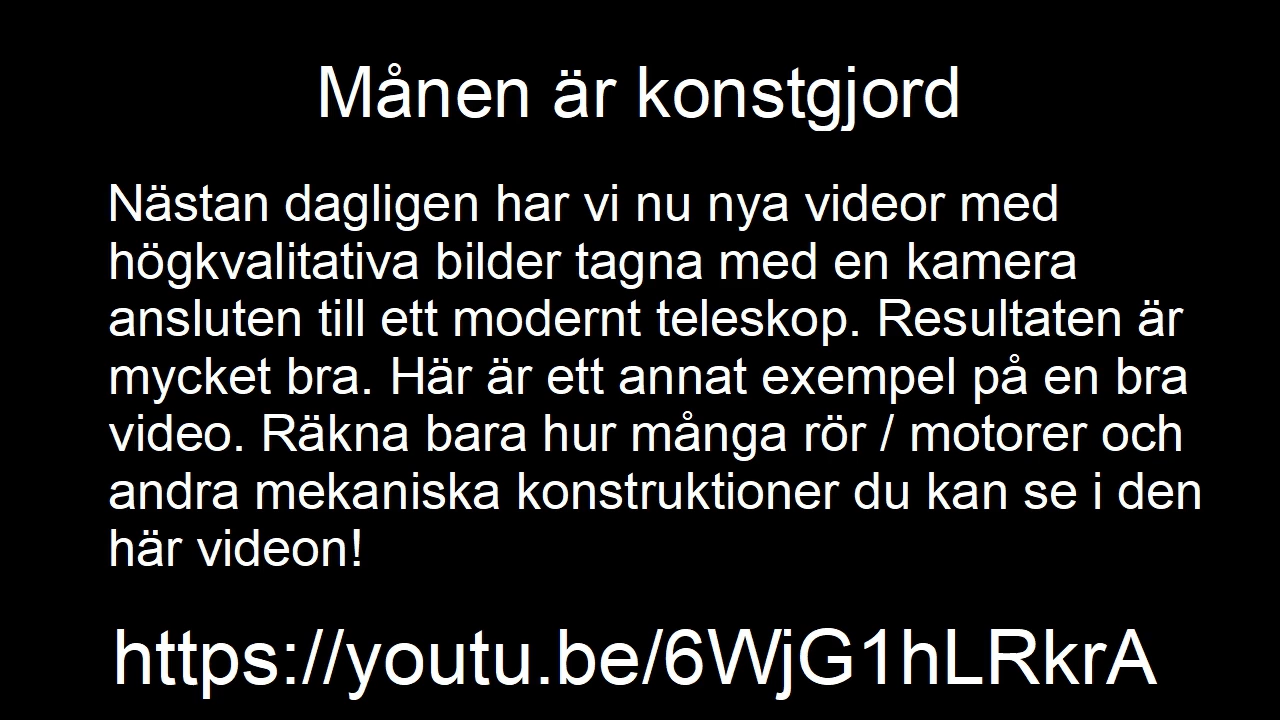 Månen är konstgjord
Nästan dagligen har vi nu nya videor med
högkvalitativa bilder tagna med en kamera
ansluten till ett modernt teleskop. Resultaten är
mycket bra. Här är ett annat exempel på en bra
video. Räkna bara hur många rör / motorer och
andra mekaniska konstruktioner du kan se i den
här videon!
https://youtu.be/6WjG1hLRkrA